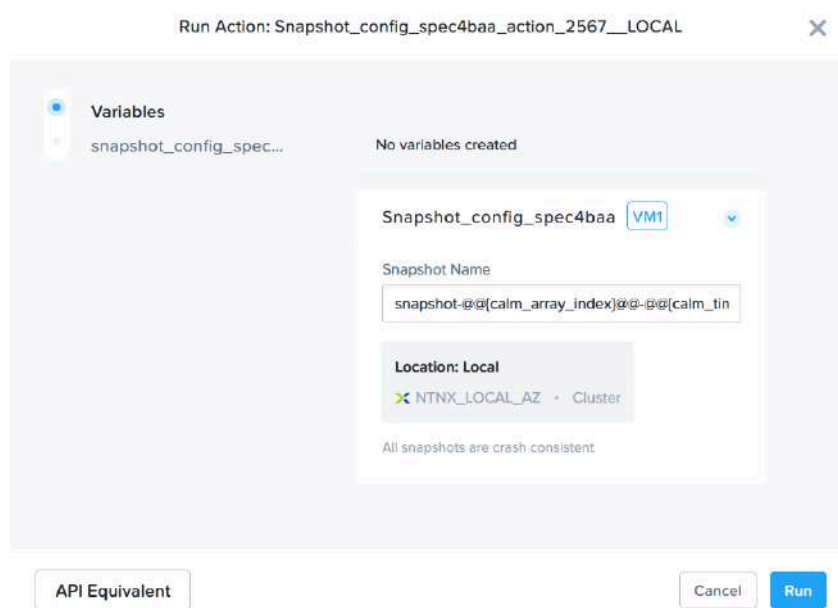 Run Action: Snapshot_config_spec4baa_action_2567__LOCAL
Variables
snapshot_config_spec...
No variables created
Snapshot_config_spec4baa VM1
Snapshot Name
snapshot-@@{calm_array_index}@@-@@{calm_tim
Location: Local
NTNX_LOCAL_AZ • Cluster
All snapshots are crash consistent
API Equivalent
Cancel
Run